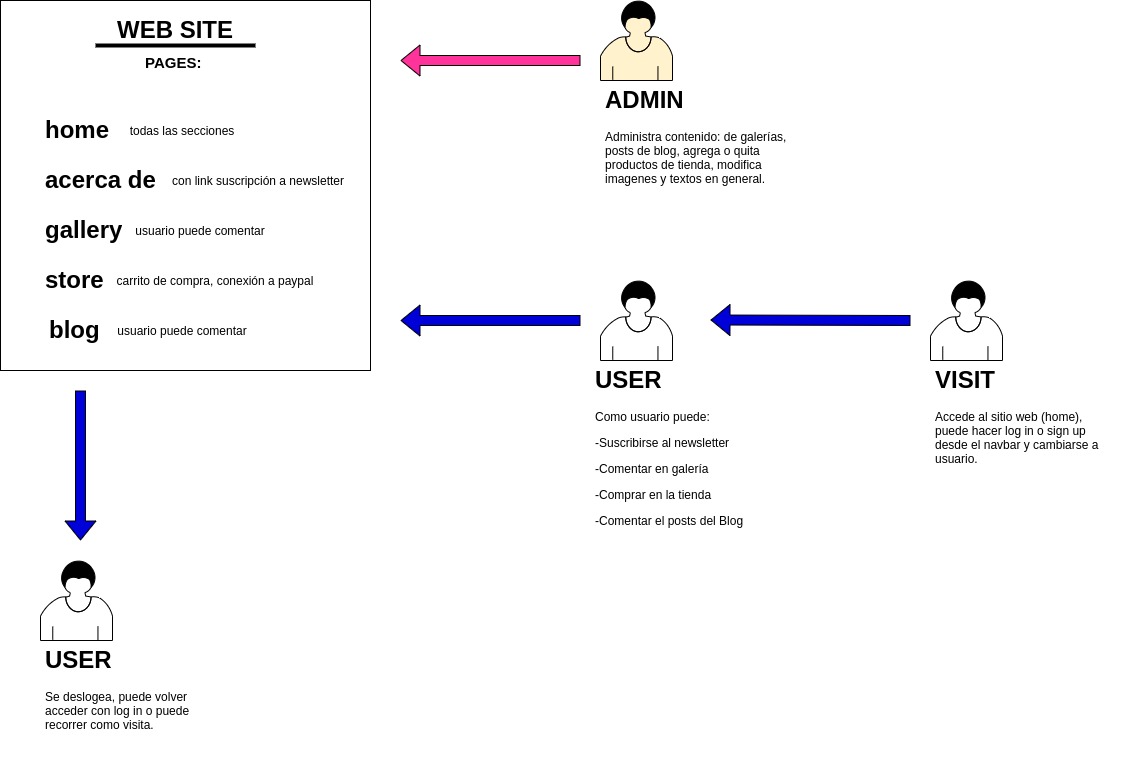 WEB SITE
PAGES:
home todas las secciones
acerca de con link suscripción a newsletter
gallery usuario puede comentar
store carrito de compra, conexión a paypal
blog usuario puede comentar
ADMIN
Administra contenido: de galerías,
posts de blog, agrega o quita
productos de tienda, modifica
imagenes y textos en general.
USER
Como usuario puede:
-Suscribirse al newsletter
-Comentar en galería
-Comprar en la tienda
-Comentar el posts del Blog
VISIT
Accede al sitio web (home),
puede hacer log in o sign up
desde el navbar y cambiarse a
usuario.
USER
Se deslogea, puede volver
acceder con log in o puede
recorrer como visita.